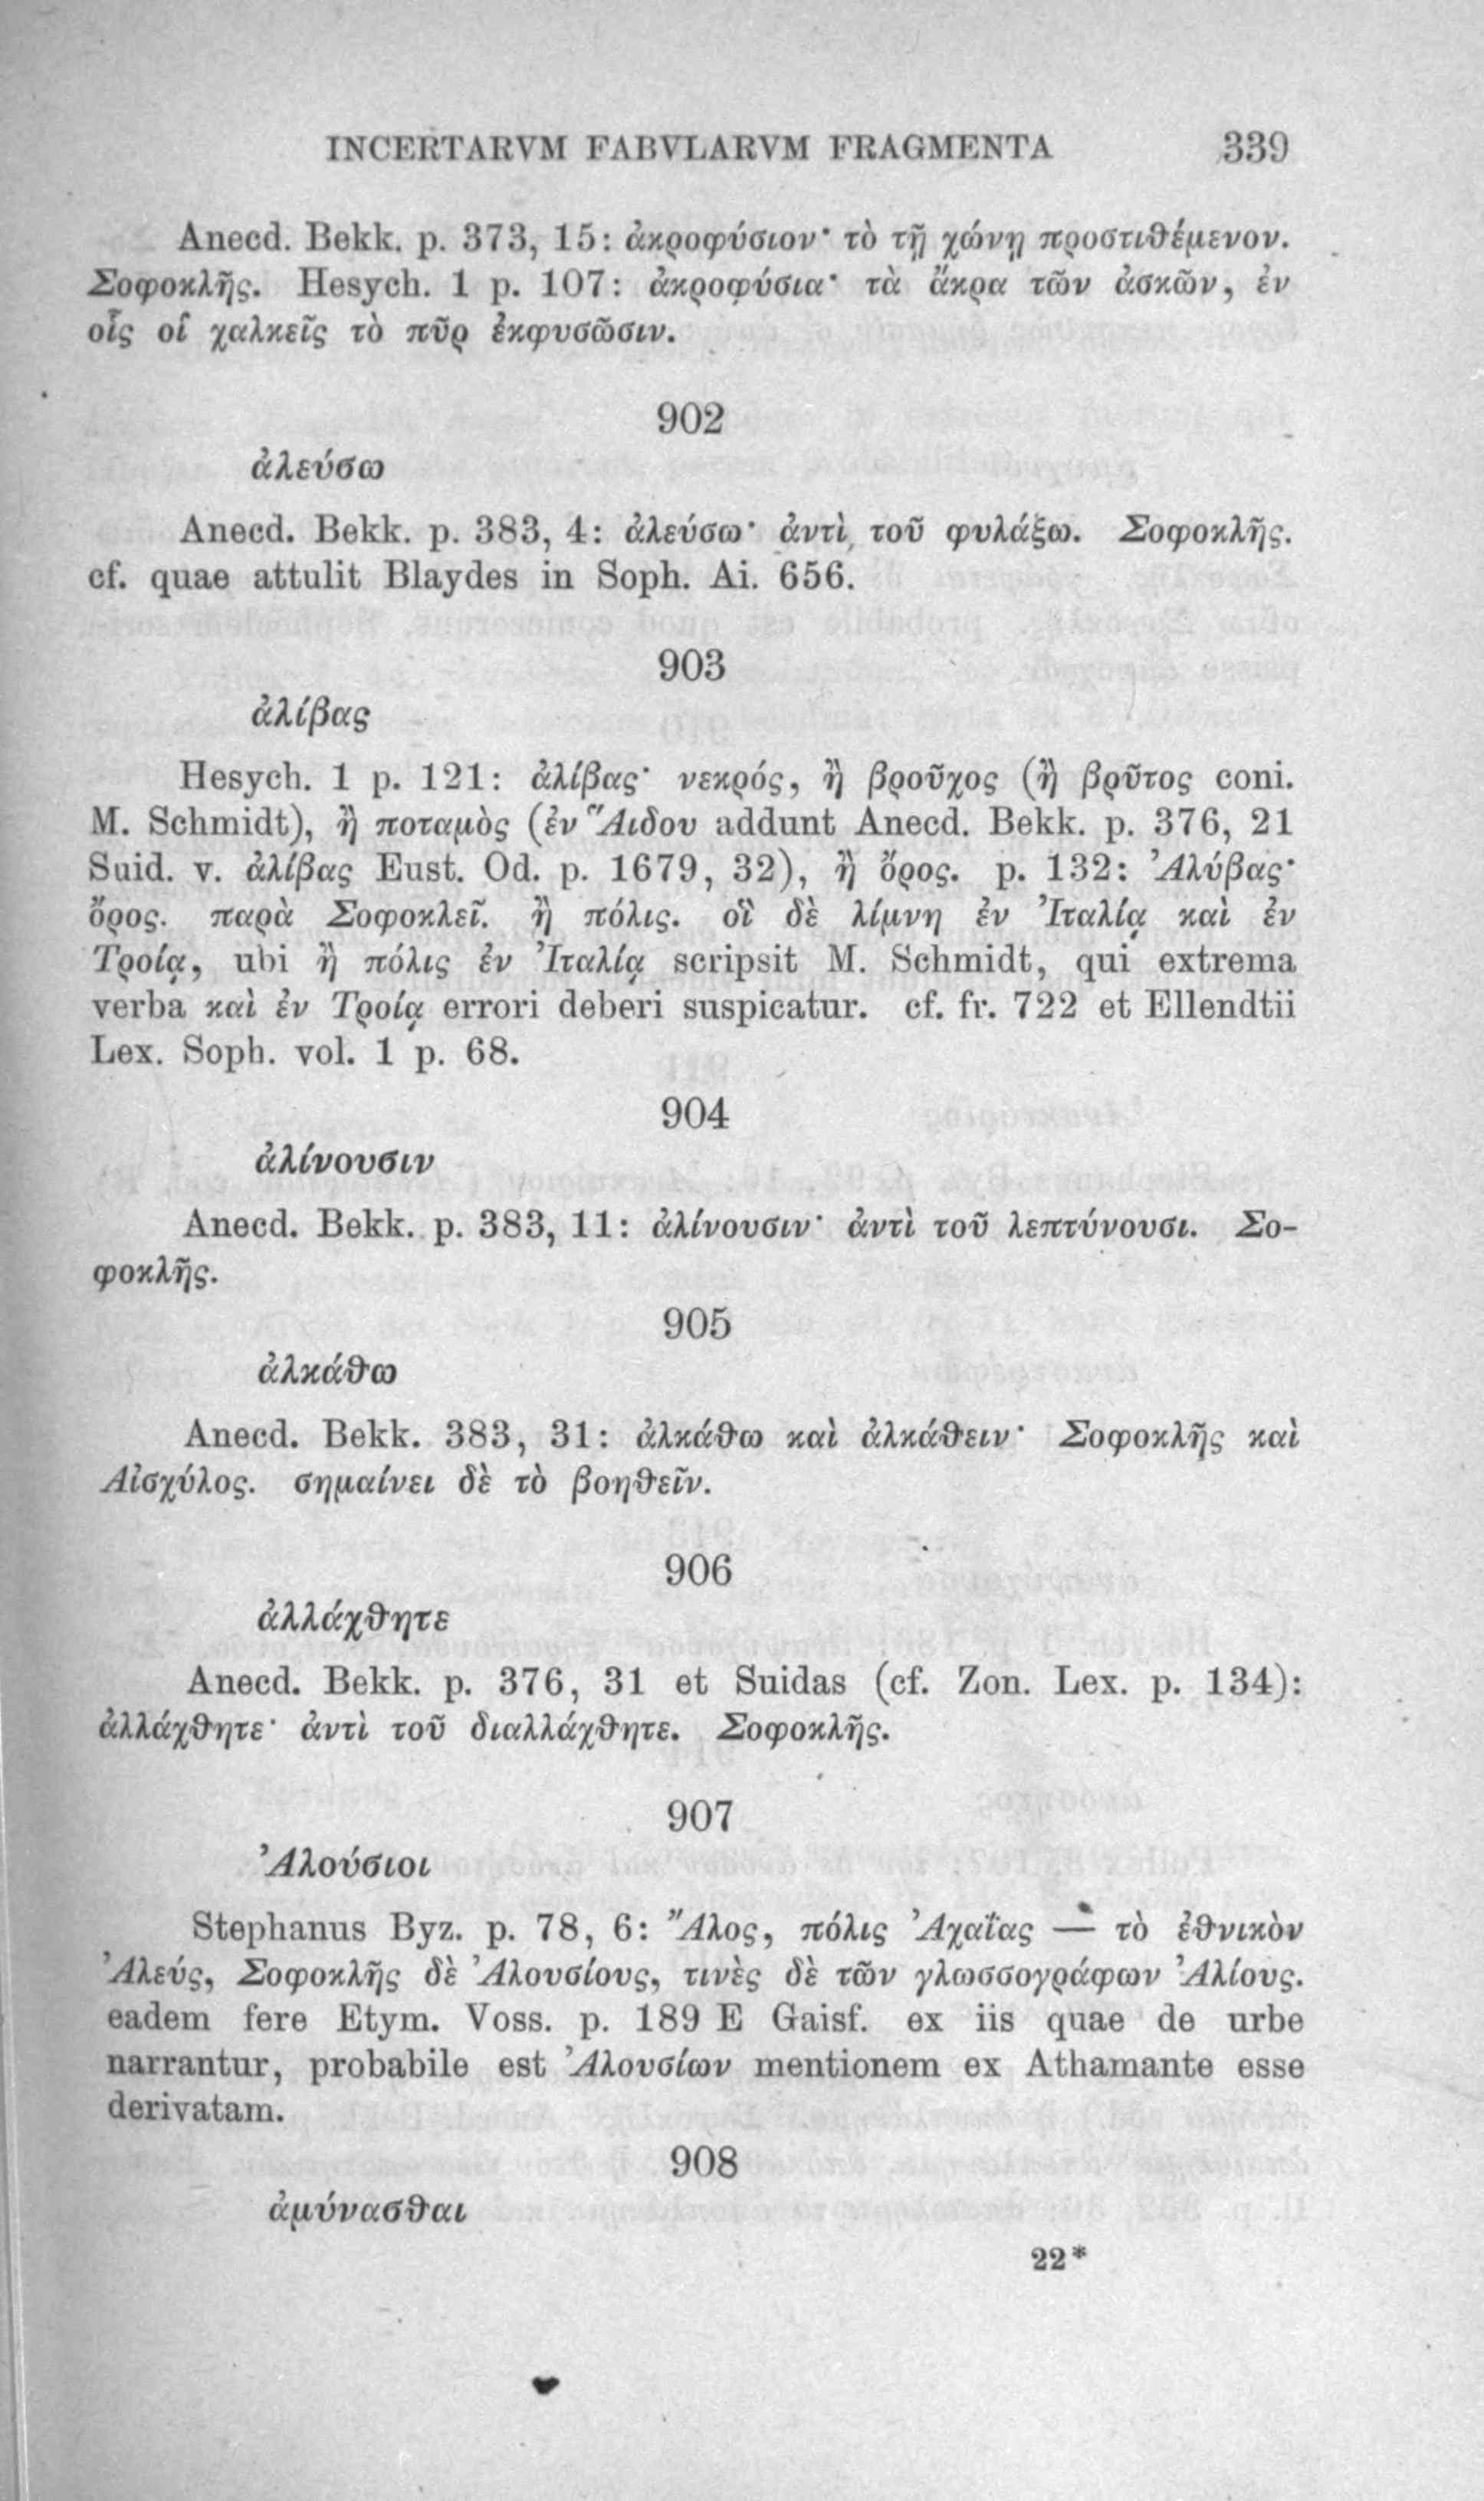 INCERTARVM FABVLARVM FRAGMENTA 339
Anecd. Bekk. p. 373, 15: ἀκροφύσιον· τὸ τῇ χώνῃ προστιθέμενον.
Σοφοκλῆς. Hesych. 1 p. 107: ἀκροφύσια· τὰ ἄκρα τῶν ἀσκῶν, ἐν
οἷς οἱ χαλκεῖς τὸ πῦρ ἐκφυσῶσιν.
902
ἀλεύσω
Anecd. Bekk. p. 383, 4: ἀλεύσω· ἀντὶ τοῦ φυλάξω. Σοφοκλῆς.
cf. quae attulit Blaydes in Soph. Ai. 656.
903
ἀλίβας
Hesych. 1 p. 121: ἀλίβας· νεκρός, ἢ βροῦχος (ἢ βρῦτος coni.
M. Schmidt), ἢ ποταμὸς (ἐν Ἅιδου addunt Anecd. Bekk. p. 376, 21
Suid. v. ἀλίβας Eust. Od. p. 1679, 32), ἢ ὄρος. p. 132: Ἀλύβας·
ὄρος. παρὰ Σοφοκλεῖ. ἢ πόλις. οἳ δὲ λίμνη ἐν Ἰταλίᾳ καὶ ἐν
Τροίᾳ, ubi ἢ πόλις ἐν Ἰταλίᾳ scripsit M. Schmidt, qui extrema
verba καὶ ἐν Τροίᾳ errori deberi suspicatur. cf. fr. 722 et Ellendtii
Lex. Soph. vol. 1 p. 68.
904
ἀλίνουσιν
Anecd. Bekk. p. 383, 11: ἀλίνουσιν· ἀντὶ τοῦ λεπτύνουσι. Σο-
φοκλῆς.
905
ἀλκάθω
Anecd. Bekk. 383, 31: ἀλκάθω καὶ ἀλκάθειν· Σοφοκλῆς καὶ
Αἰσχύλος. σημαίνει δὲ τὸ βοηθεῖν.
906
ἀλλάχθητε
Anecd. Bekk. p. 376, 31 et Suidas (cf. Zon. Lex. p. 134):
ἀλλάχθητε· ἀντὶ τοῦ διαλλάχθητε. Σοφοκλῆς.
907
Ἀλούσιοι
Stephanus Byz. p. 78, 6: Ἅλος, πόλις Ἀχαΐας — τὸ ἐθνικὸν
Ἀλεύς, Σοφοκλῆς δὲ Ἀλουσίους, τινὲς δὲ τῶν γλωσσογράφων Ἁλίους.
eadem fere Etym. Voss. p. 189 E Gaisf. ex iis quae de urbe
narrantur, probabile est Ἀλουσίων mentionem ex Athamante esse
derivatam.
908
ἀμύνασθαι
22*